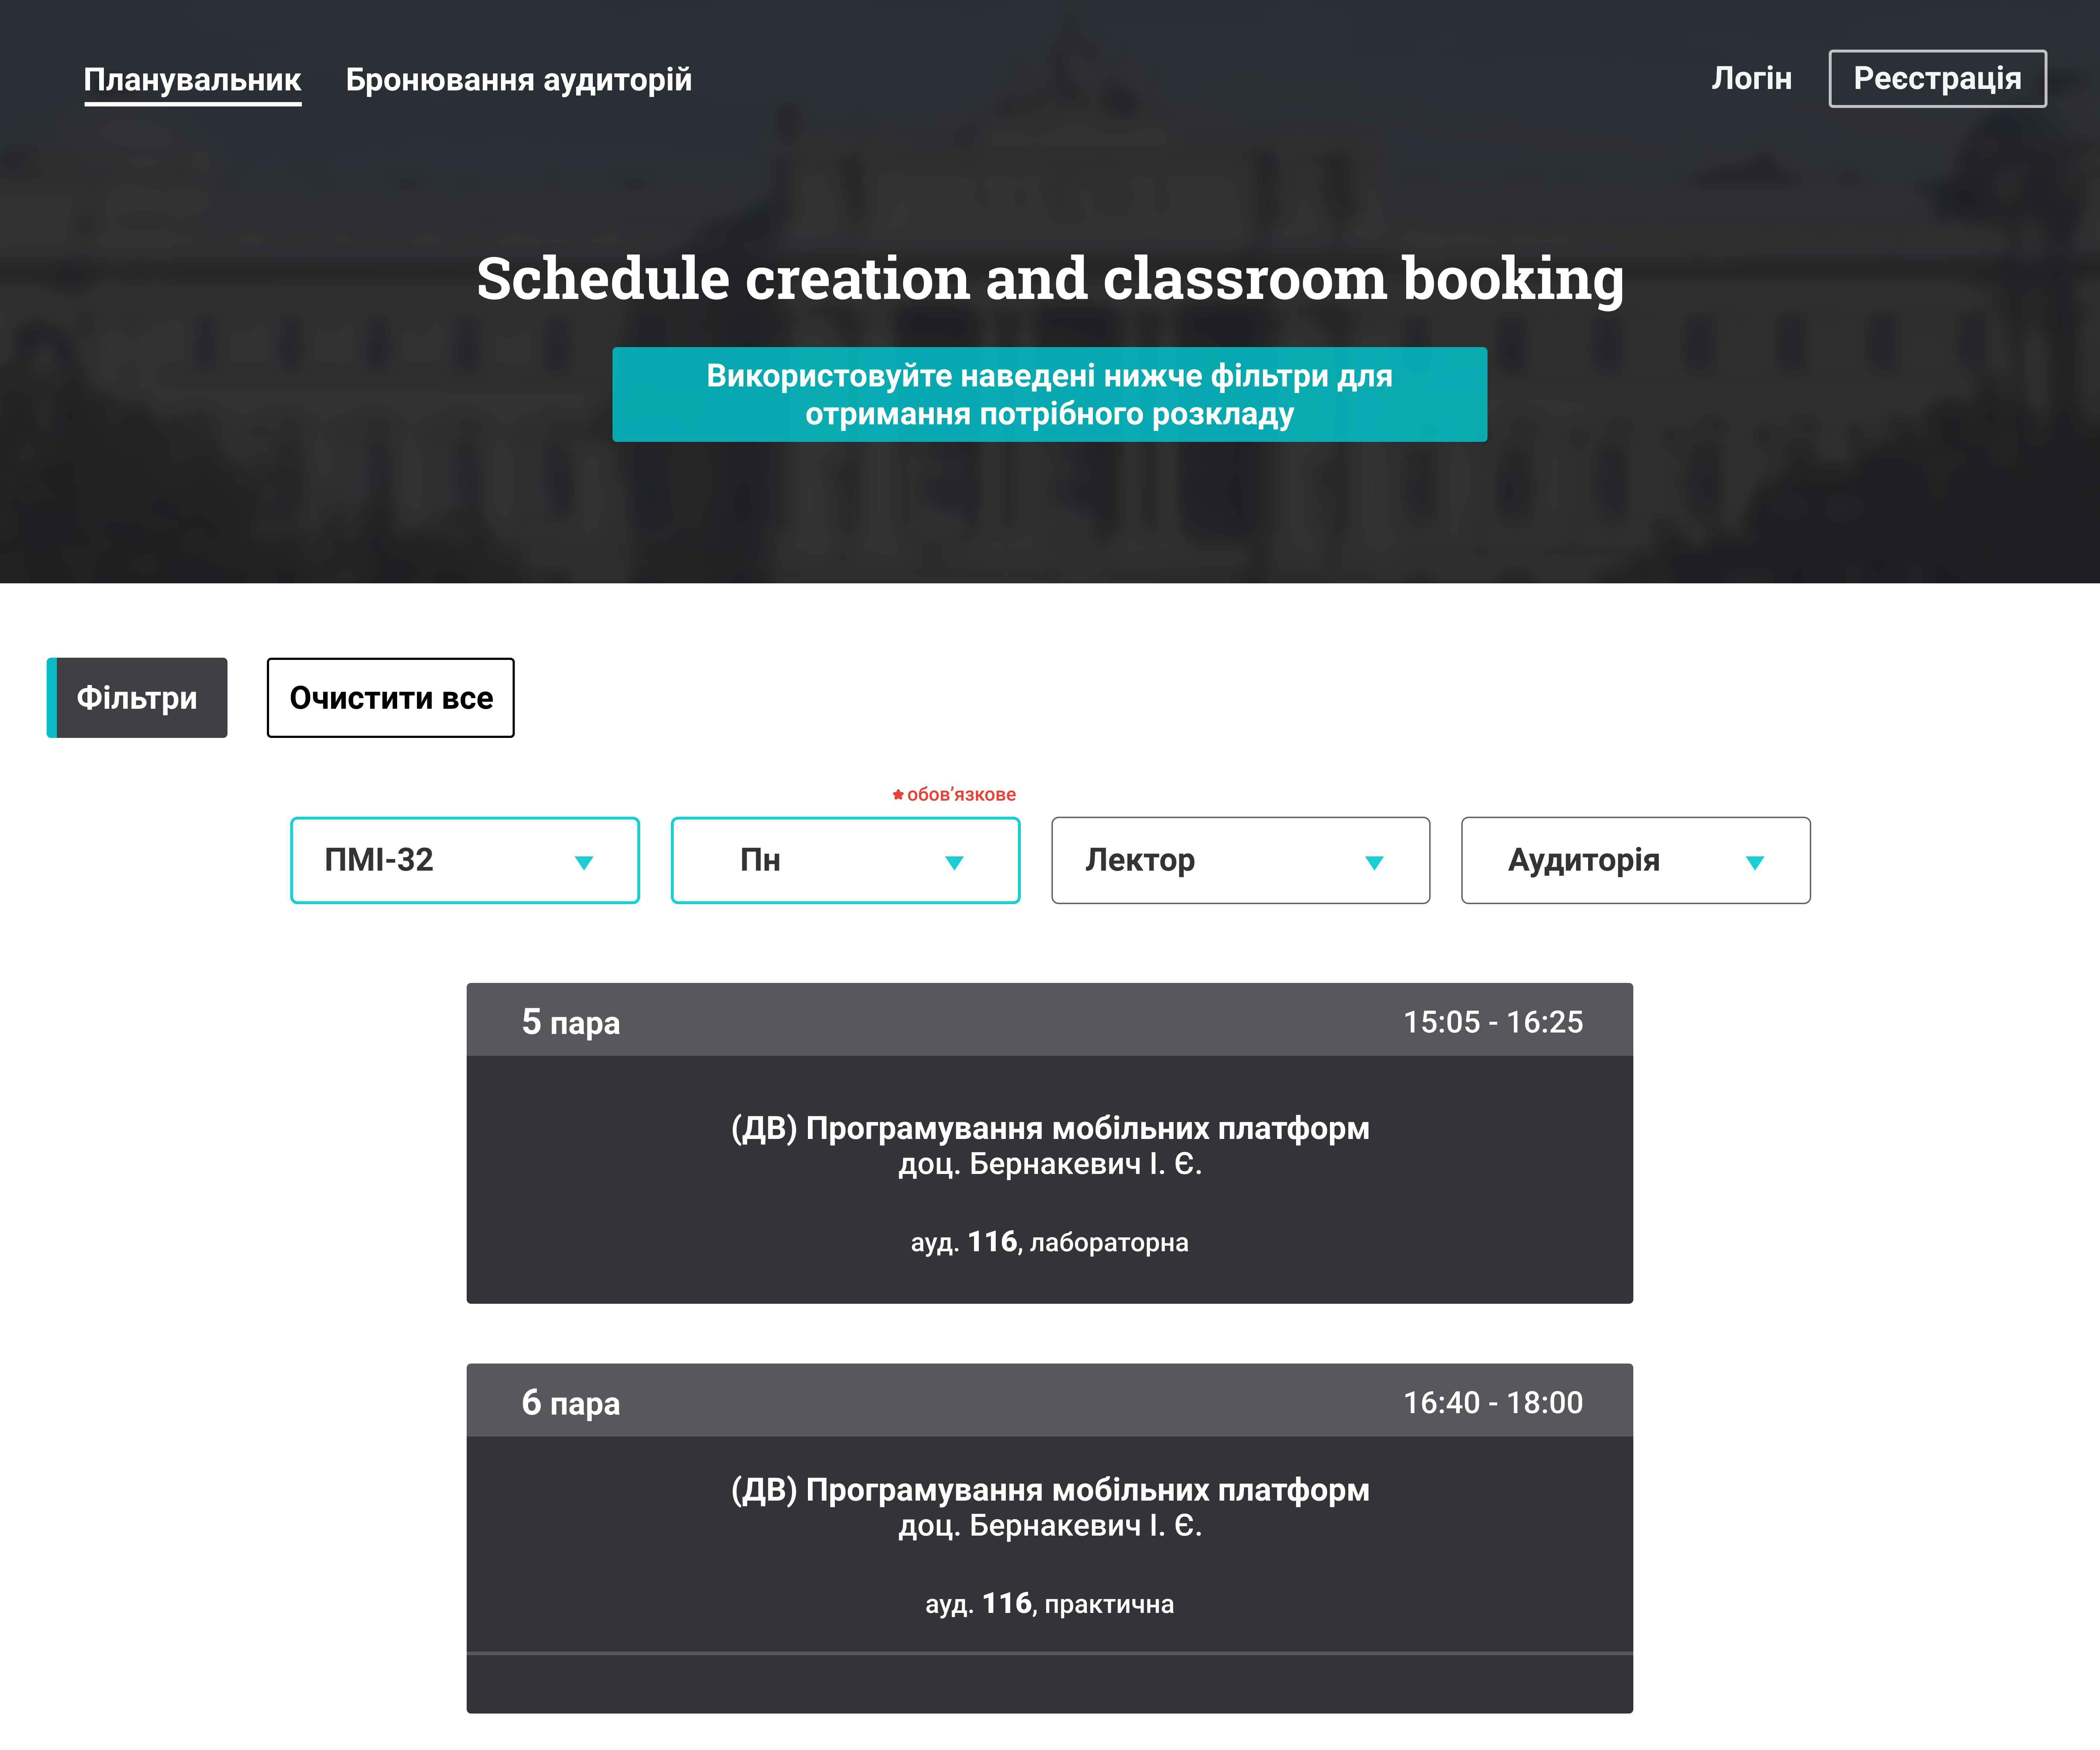 Планувальник Бронювання аудиторій Логін Реєстрація
Schedule creation and classroom booking
Використовуйте наведені нижче фільтри для
отримання потрібного розкладу
Фільтри Очистити все
* обов’язкове
ПМІ-32 Пн Лектор Аудиторія
5 пара 15:05 - 16:25
(ДВ) Програмування мобільних платформ
доц. Бернакевич І. Є.
ауд. 116, лабораторна
6 пара 16:40 - 18:00
(ДВ) Програмування мобільних платформ
доц. Бернакевич І. Є.
ауд. 116, практична